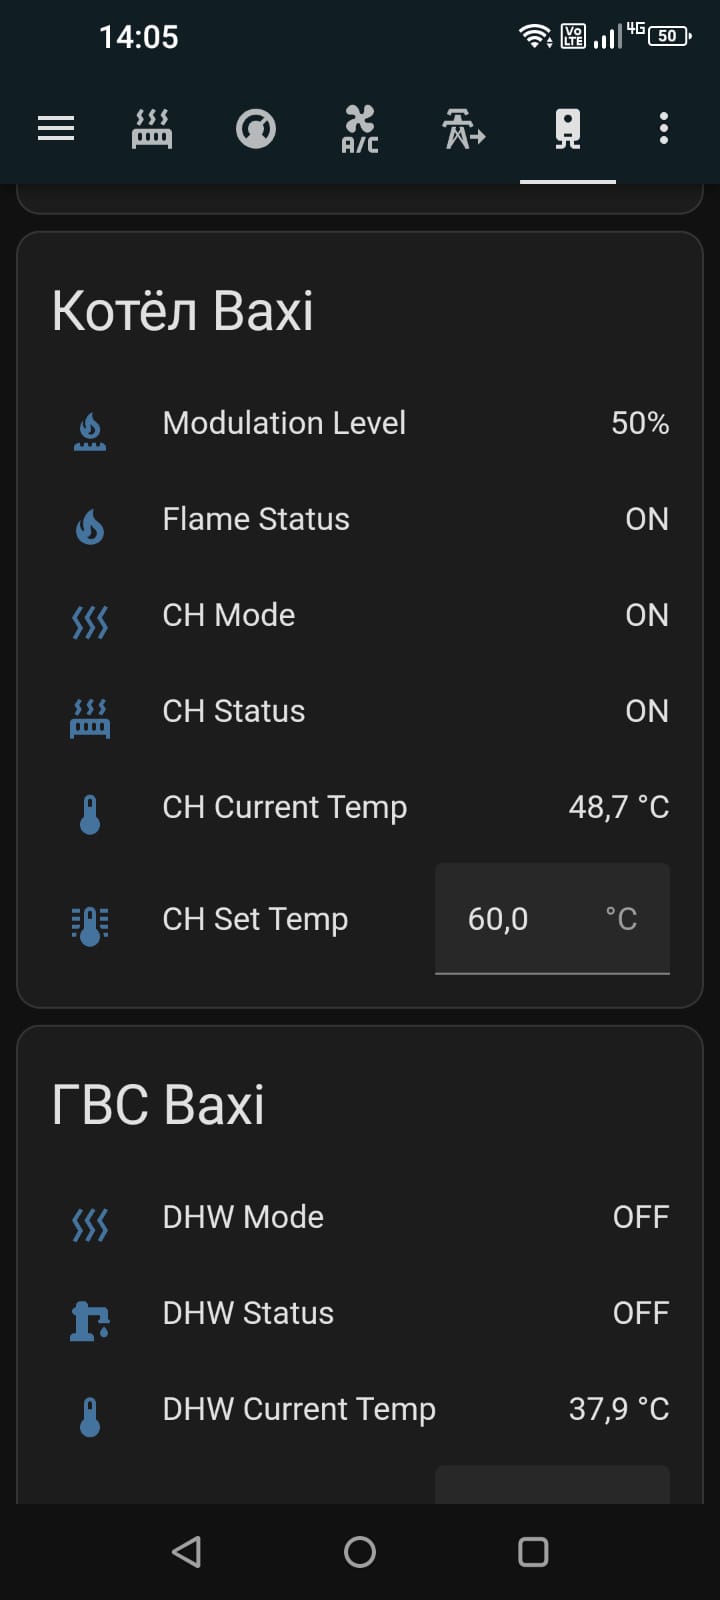 14:05
Vo LTE
4G
50
A/C
Котёл Baxi
Modulation Level 50%
Flame Status ON
CH Mode ON
CH Status ON
CH Current Temp 48,7 °C
CH Set Temp 60,0 °C
ГВС Baxi
DHW Mode OFF
DHW Status OFF
DHW Current Temp 37,9 °C